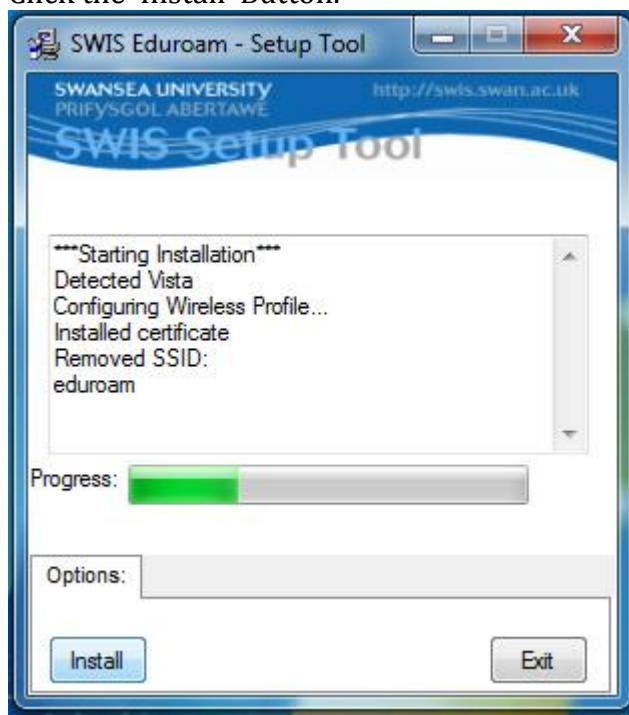 Click the 'Install' Button.
SWIS Eduroam - Setup Tool
SWANSEA UNIVERSITY
PRIFYSGOL ABERTAWE
http://swis.swan.ac.uk
SWIS Setup Tool
***Starting Installation***
Detected Vista
Configuring Wireless Profile...
Installed certificate
Removed SSID:
eduroam
Progress:
Options:
Install
Exit